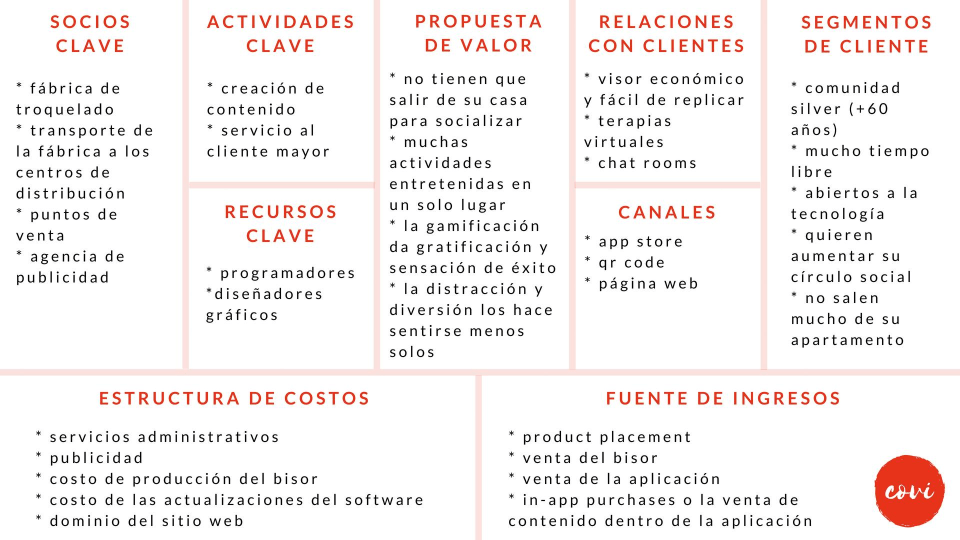 SOCIOS
CLAVE
* fábrica de
troquelado
* transporte de
la fábrica a los
centros de
distribución
* puntos de
venta
* agencia de
publicidad
ACTIVIDADES
CLAVE
* creación de
contenido
* servicio al
cliente mayor
RECURSOS
CLAVE
* programadores
*diseñadores
gráficos
PROPUESTA
DE VALOR
* no tienen que
salir de su casa
para socializar
* muchas
actividades
entretenidas en
un solo lugar
* la gamificación
da gratificación y
sensación de éxito
* la distracción y
diversión los hace
sentirse menos
solos
RELACIONES
CON CLIENTES
* visor económico
y fácil de replicar
* terapias
virtuales
* chat rooms
CANALES
* app store
* qr code
* página web
SEGMENTOS
DE CLIENTE
* comunidad
silver (+60
años)
* mucho tiempo
libre
* abiertos a la
tecnología
* quieren
aumentar su
círculo social
* no salen
mucho de su
apartamento
ESTRUCTURA DE COSTOS
* servicios administrativos
* publicidad
* costo de producción del bisor
* costo de las actualizaciones del software
* dominio del sitio web
FUENTE DE INGRESOS
* product placement
* venta del bisor
* venta de la aplicación
* in-app purchases o la venta de
contenido dentro de la aplicación
covi